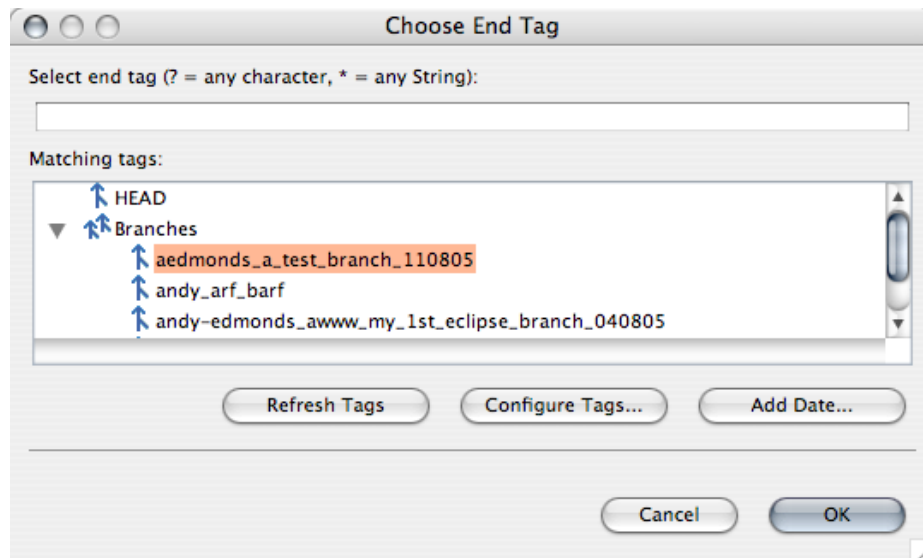 Choose End Tag
Select end tag (? = any character, * = any String):
Matching tags:
HEAD
Branches
aedmonds_a_test_branch_110805
andy_arf_barf
andy-edmonds_awww_my_1st_eclipse_branch_040805
Refresh Tags Configure Tags... Add Date...
Cancel OK